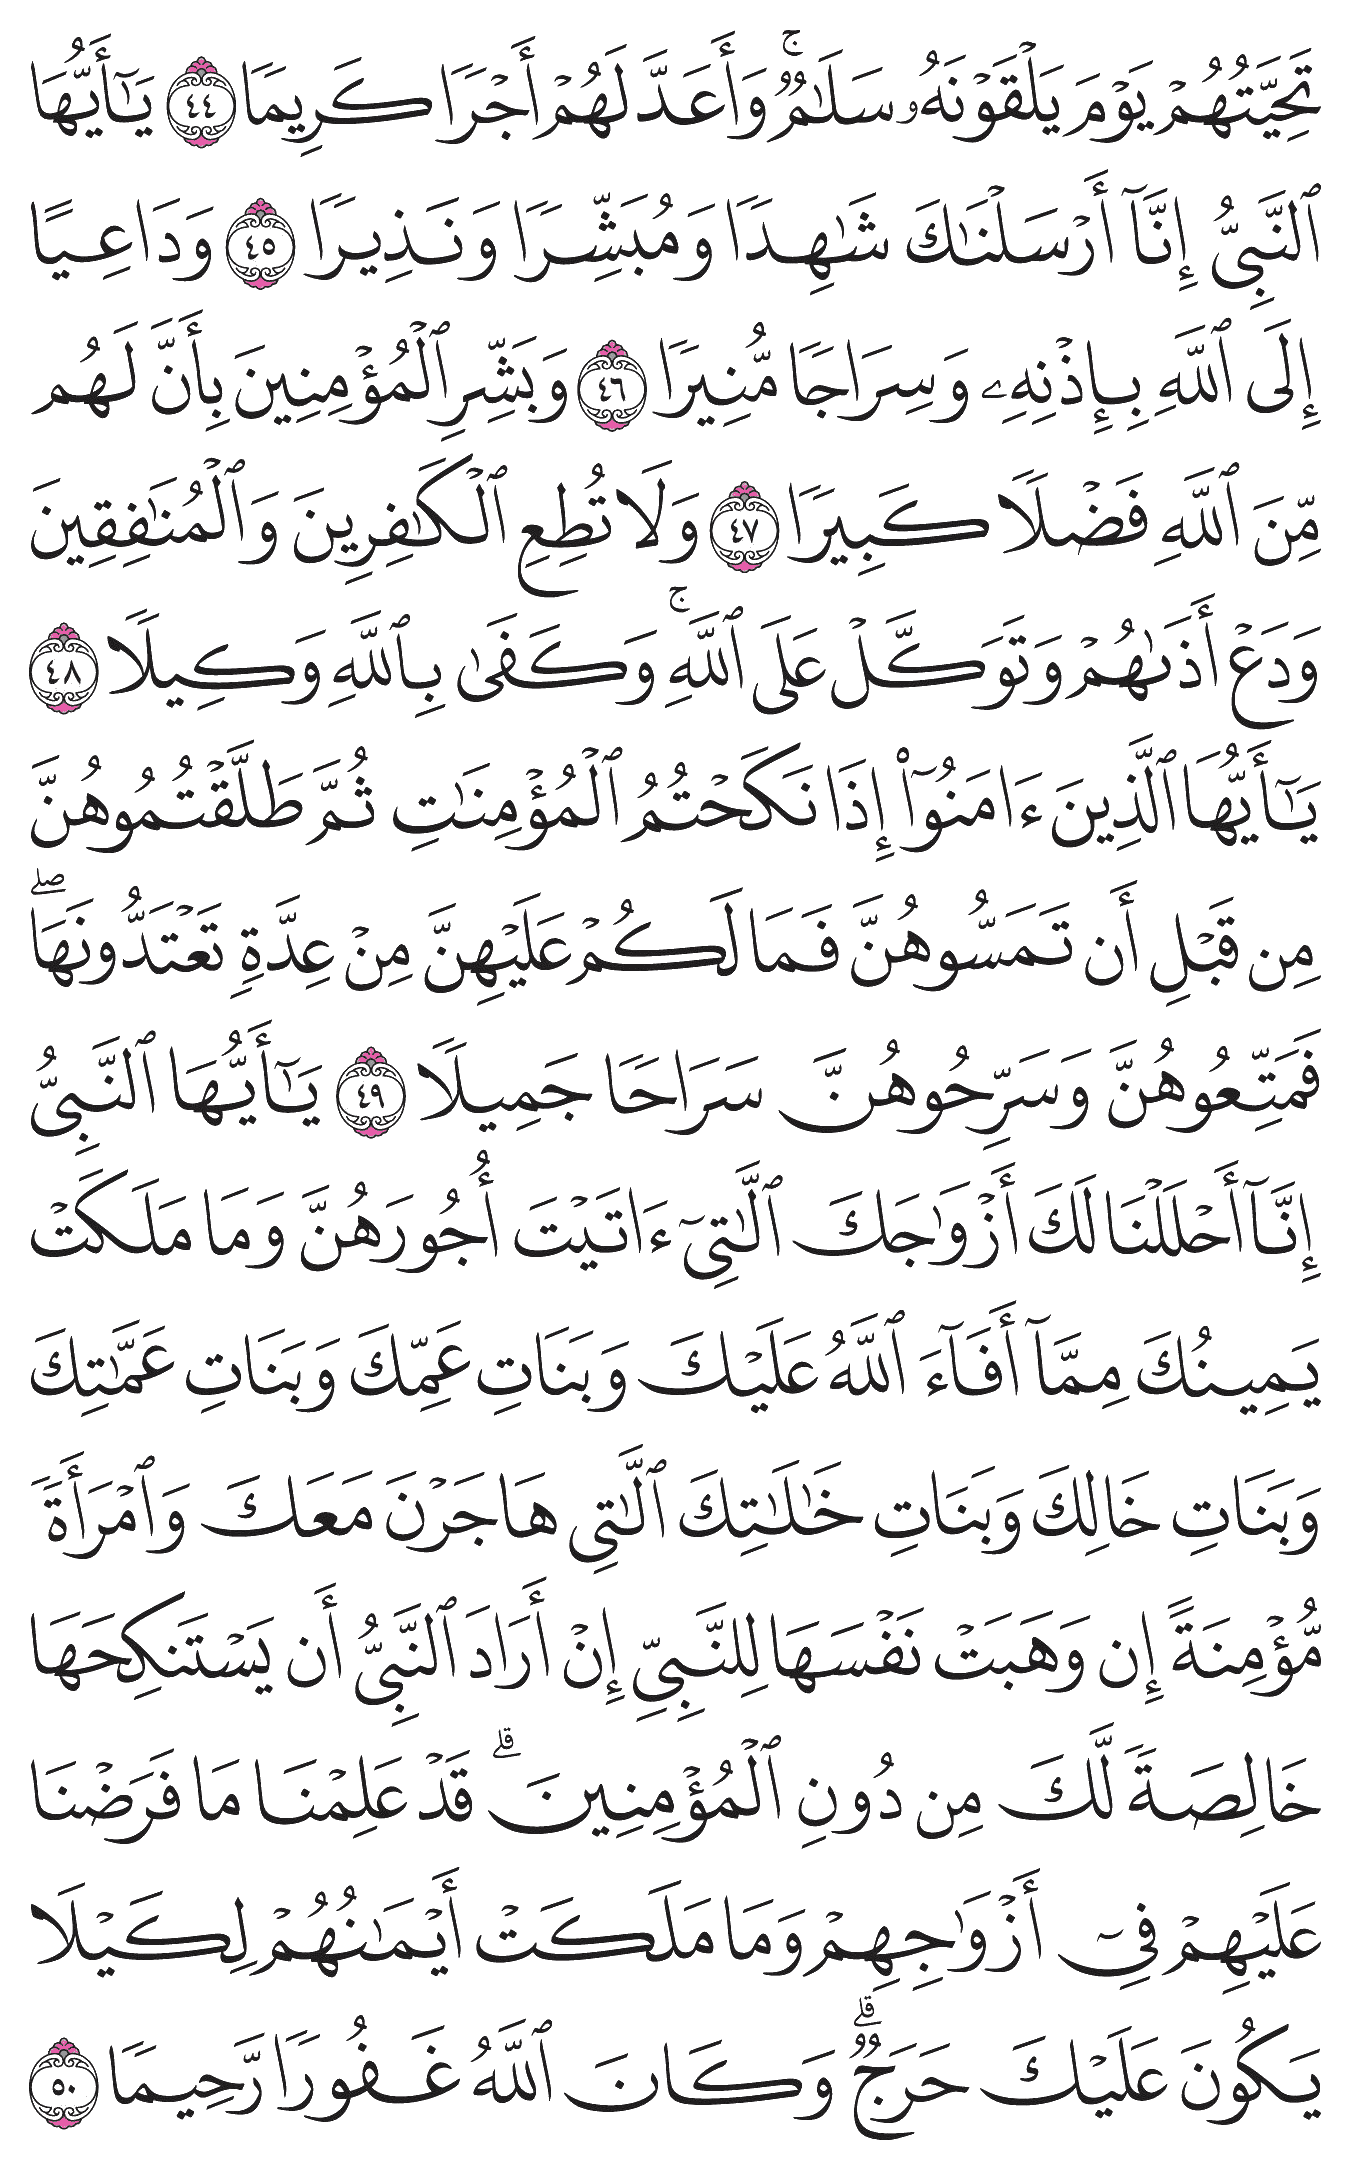 تَحِيَّتُهُمْ يَوْمَ يَلْقَوْنَهُۥ سَلَٰمٌۚ وَأَعَدَّ لَهُمْ أَجْرًا كَرِيمًا ٤٤ يَٰٓأَيُّهَا
ٱلنَّبِىُّ إِنَّآ أَرْسَلْنَٰكَ شَٰهِدًا وَمُبَشِّرًا وَنَذِيرًا ٤٥ وَدَاعِيًا
إِلَى ٱللَّهِ بِإِذْنِهِۦ وَسِرَاجًا مُّنِيرًا ٤٦ وَبَشِّرِ ٱلْمُؤْمِنِينَ بِأَنَّ لَهُم
مِّنَ ٱللَّهِ فَضْلًا كَبِيرًا ٤٧ وَلَا تُطِعِ ٱلْكَٰفِرِينَ وَٱلْمُنَٰفِقِينَ
وَدَعْ أَذَىٰهُمْ وَتَوَكَّلْ عَلَى ٱللَّهِۚ وَكَفَىٰ بِٱللَّهِ وَكِيلًا ٤٨
يَٰٓأَيُّهَا ٱلَّذِينَ ءَامَنُوٓا۟ إِذَا نَكَحْتُمُ ٱلْمُؤْمِنَٰتِ ثُمَّ طَلَّقْتُمُوهُنَّ
مِن قَبْلِ أَن تَمَسُّوهُنَّ فَمَا لَكُمْ عَلَيْهِنَّ مِنْ عِدَّةٍ تَعْتَدُّونَهَاۖ
فَمَتِّعُوهُنَّ وَسَرِّحُوهُنَّ سَرَاحًا جَمِيلًا ٤٩ يَٰٓأَيُّهَا ٱلنَّبِىُّ
إِنَّآ أَحْلَلْنَا لَكَ أَزْوَٰجَكَ ٱلَّٰتِىٓ ءَاتَيْتَ أُجُورَهُنَّ وَمَا مَلَكَتْ
يَمِينُكَ مِمَّآ أَفَآءَ ٱللَّهُ عَلَيْكَ وَبَنَاتِ عَمِّكَ وَبَنَاتِ عَمَّٰتِكَ
وَبَنَاتِ خَالِكَ وَبَنَاتِ خَٰلَٰتِكَ ٱلَّٰتِى هَاجَرْنَ مَعَكَ وَٱمْرَأَةً
مُّؤْمِنَةً إِن وَهَبَتْ نَفْسَهَا لِلنَّبِىِّ إِنْ أَرَادَ ٱلنَّبِىُّ أَن يَسْتَنكِحَهَا
خَالِصَةً لَّكَ مِن دُونِ ٱلْمُؤْمِنِينَۗ قَدْ عَلِمْنَا مَا فَرَضْنَا
عَلَيْهِمْ فِىٓ أَزْوَٰجِهِمْ وَمَا مَلَكَتْ أَيْمَٰنُهُمْ لِكَيْلَا
يَكُونَ عَلَيْكَ حَرَجٌۗ وَكَانَ ٱللَّهُ غَفُورًا رَّحِيمًا ٥٠